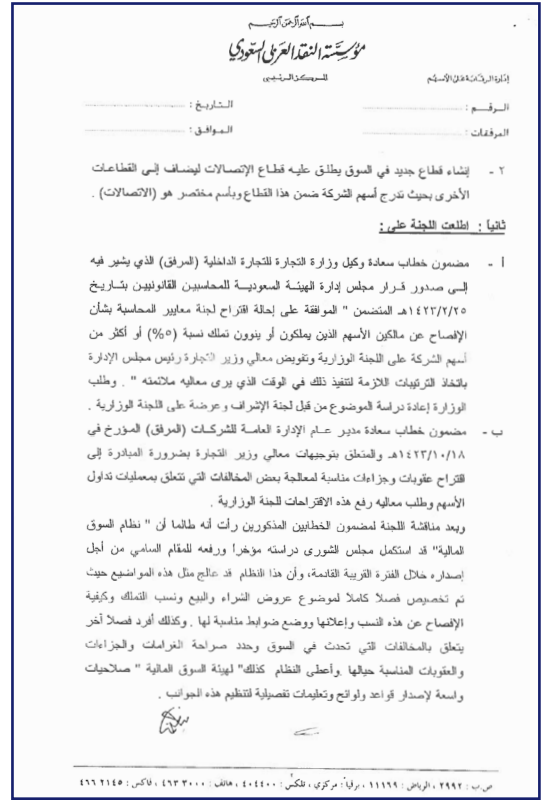 بسم الله الرحمن الرحيم
مؤسسة النقد العربي السعودي
إدارة الرقابة على الأسهم
المركز الرئيسي
الرقم :
التاريخ :
المرفقات :
الموافق :
٢ - إنشاء قطاع جديد في السوق يطلق عليه قطاع الإتصالات ليضاف إلى القطاعات
الأخرى بحيث تدرج أسهم الشركة ضمن هذا القطاع وبأسم مختصر هو (الاتصالات) .
ثانياً : اطلعت اللجنة على :
أ - مضمون خطاب سعادة وكيل وزارة التجارة للتجارة الداخلية (المرفق) الذي يشير فيه
إلى صدور قرار مجلس إدارة الهيئة السعودية للمحاسبين القانونيين بتاريخ
١٤٢٣/٢/٢٥هـ المتضمن " الموافقة على إحالة اقتراح لجنة معايير المحاسبة بشأن
الإفصاح عن مالكين الأسهم الذين يملكون أو ينوون تملك نسبة (٥%) أو أكثر من
أسهم الشركة على اللجنة الوزارية وتفويض معالي وزير التجارة رئيس مجلس الإدارة
باتخاذ الترتيبات اللازمة لتنفيذ ذلك في الوقت الذي يرى معاليه ملائمته " . وطلب
الوزارة إعادة دراسة الموضوع من قبل لجنة الإشراف وعرضة على اللجنة الوزارية .
ب - مضمون خطاب سعادة مدير عام الإدارة العامة للشركات (المرفق) المؤرخ في
١٤٢٣/١٠/١٨هـ والمتعلق بتوجيهات معالي وزير التجارة بضرورة المبادرة إلى
اقتراح عقوبات وجزاءات مناسبة لمعالجة بعض المخالفات التي تتعلق بمعمليات تداول
الأسهم وطلب معاليه رفع هذه الاقتراحات للجنة الوزارية .
وبعد مناقشة اللجنة لمضمون الخطابين المذكورين رأت أنه طالما أن " نظام السوق
المالية" قد استكمل مجلس الشورى دراسته مؤخراً ورفعه للمقام السامي من أجل
إصداره خلال الفترة القريبة القادمة، وأن هذا النظام قد عالج مثل هذه المواضيع حيث
تم تخصيص فصلاً كاملاً لموضوع عروض الشراء والبيع ونسب التملك وكيفية
الإفصاح عن هذه النسب وإعلانها ووضع ضوابط مناسبة لها . وكذلك أفرد فصلاً آخر
يتعلق بالمخالفات التي تحدث في السوق وحدد صراحة الغرامات والجزاءات
والعقوبات المناسبة حيالها .وأعطى النظام كذلك" لهيئة السوق المالية " صلاحيات
واسعة لإصدار قواعد ولوائح وتعليمات تفصيلية لتنظيم هذه الجوانب .
ص.ب : ٢٩٩٢ ، الرياض : ١١١٦٩ ، برقياً : مركزي ، تلكس : ٤٠٤٤٠٠ ، هاتف : ٤٦٣٣٠٠٠ ، فاكس : ٤٦٦٢١٤٥